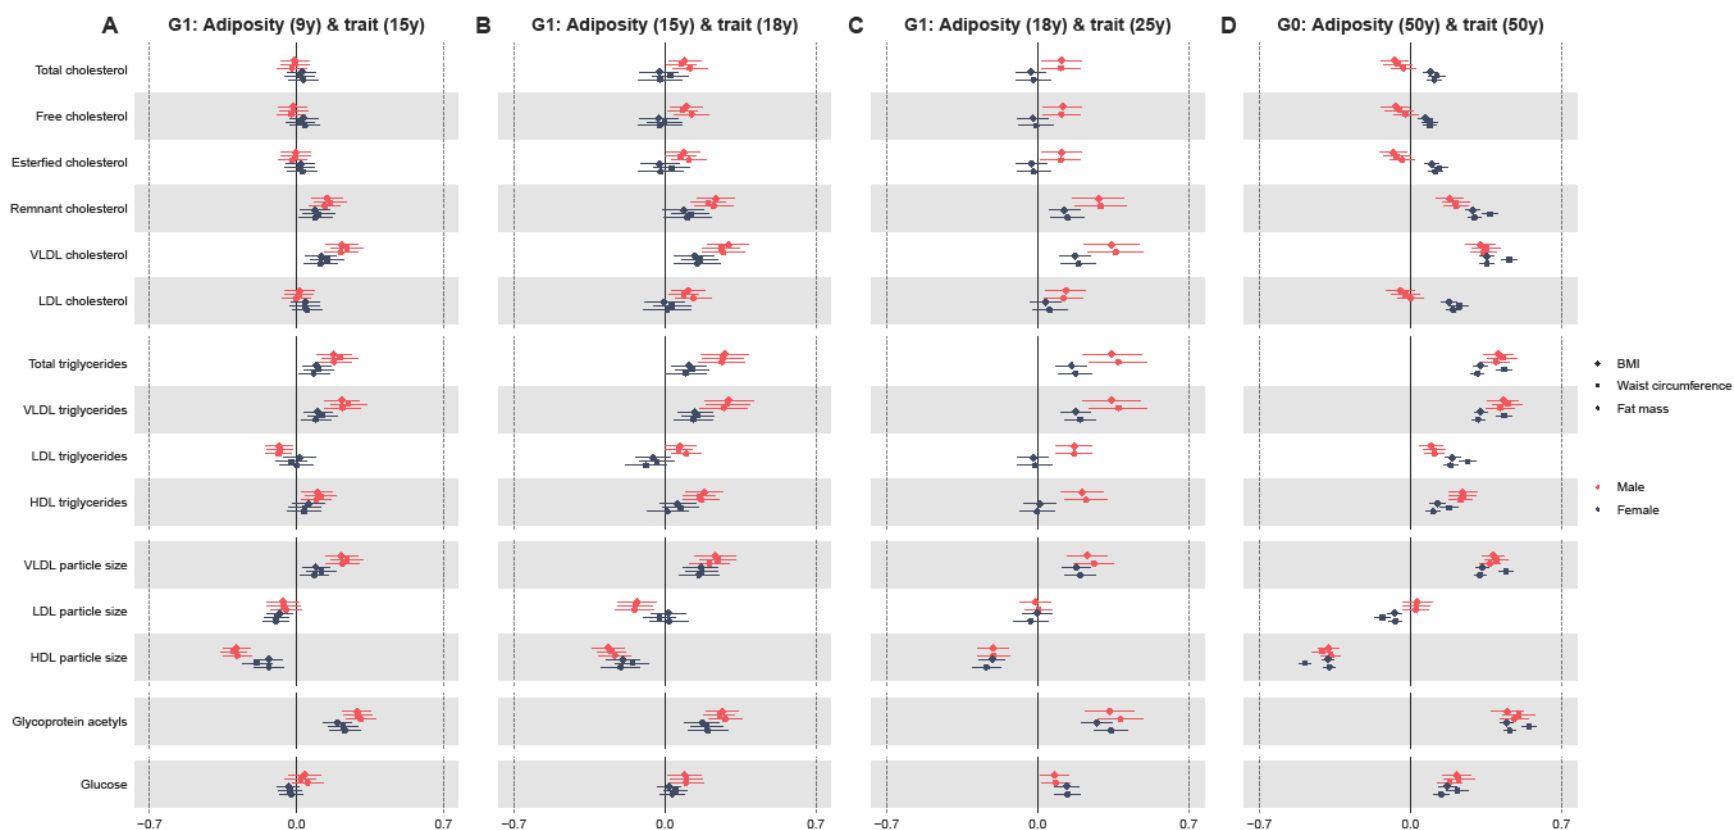 A G1: Adiposity (9y) & trait (15y) B G1: Adiposity (15y) & trait (18y) C G1: Adiposity (18y) & trait (25y) D G0: Adiposity (50y) & trait (50y)
Total cholesterol
Free cholesterol
Esterfied cholesterol
Remnant cholesterol
VLDL cholesterol
LDL cholesterol
Total triglycerides
VLDL triglycerides
LDL triglycerides
HDL triglycerides
VLDL particle size
LDL particle size
HDL particle size
Glycoprotein acetyls
Glucose
−0.7 0.0 0.7 −0.7 0.0 0.7 −0.7 0.0 0.7 −0.7 0.0 0.7
BMI
Waist circumference
Fat mass
Male
Female